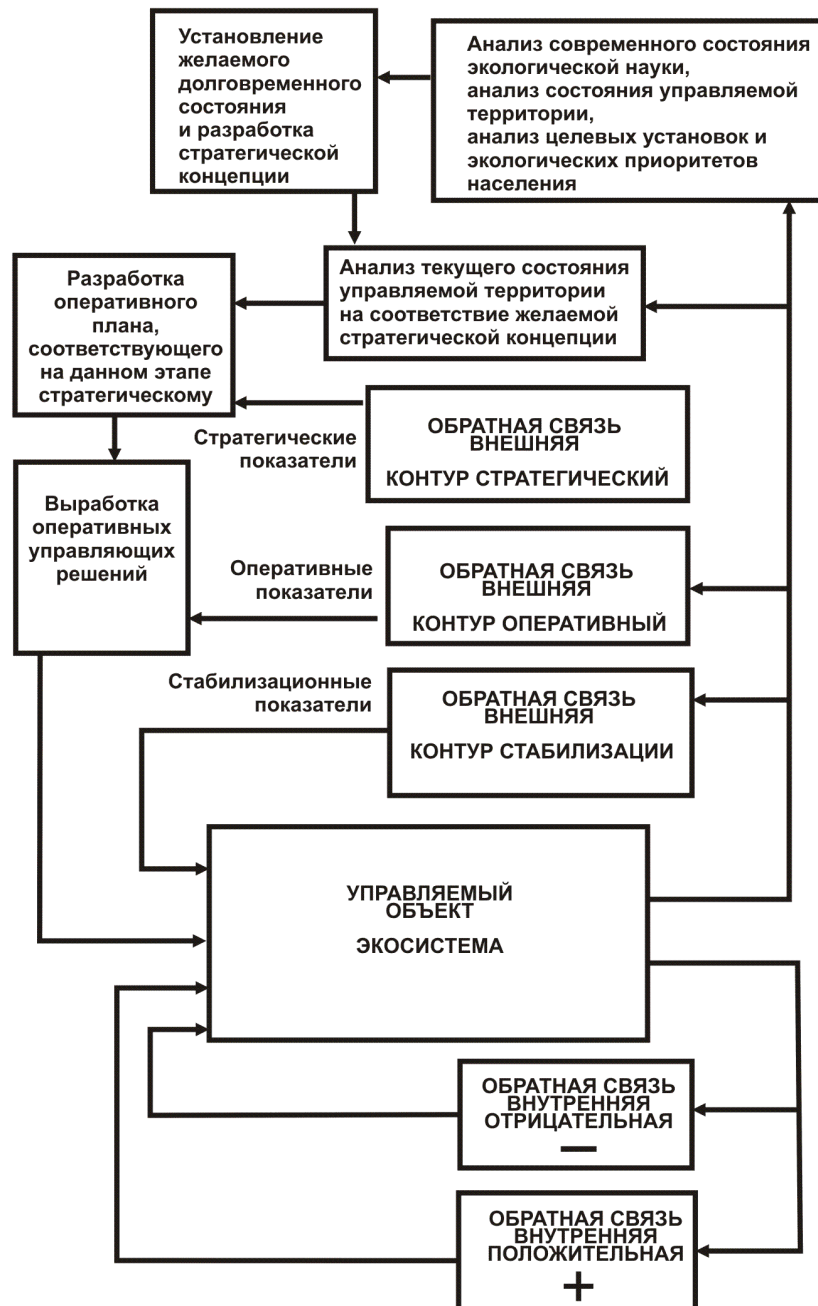 Установление
желаемого
долговременного
состояния
и разработка
стратегической
концепции
Анализ современного состояния
экологической науки,
анализ состояния управляемой
территории,
анализ целевых установок и
экологических приоритетов
населения
Разработка
оперативного
плана,
соответствующего
на данном этапе
стратегическому
Анализ текущего состояния
управляемой территории
на соответствие желаемой
стратегической концепции
Стратегические
показатели
ОБРАТНАЯ СВЯЗЬ
ВНЕШНЯЯ
КОНТУР СТРАТЕГИЧЕСКИЙ
Выработка
оперативных
управляющих
решений
Оперативные
показатели
ОБРАТНАЯ СВЯЗЬ
ВНЕШНЯЯ
КОНТУР ОПЕРАТИВНЫЙ
Стабилизационные
показатели
ОБРАТНАЯ СВЯЗЬ
ВНЕШНЯЯ
КОНТУР СТАБИЛИЗАЦИИ
УПРАВЛЯЕМЫЙ
ОБЪЕКТ
ЭКОСИСТЕМА
ОБРАТНАЯ СВЯЗЬ
ВНУТРЕННЯЯ
ОТРИЦАТЕЛЬНАЯ
—
ОБРАТНАЯ СВЯЗЬ
ВНУТРЕННЯЯ
ПОЛОЖИТЕЛЬНАЯ
+